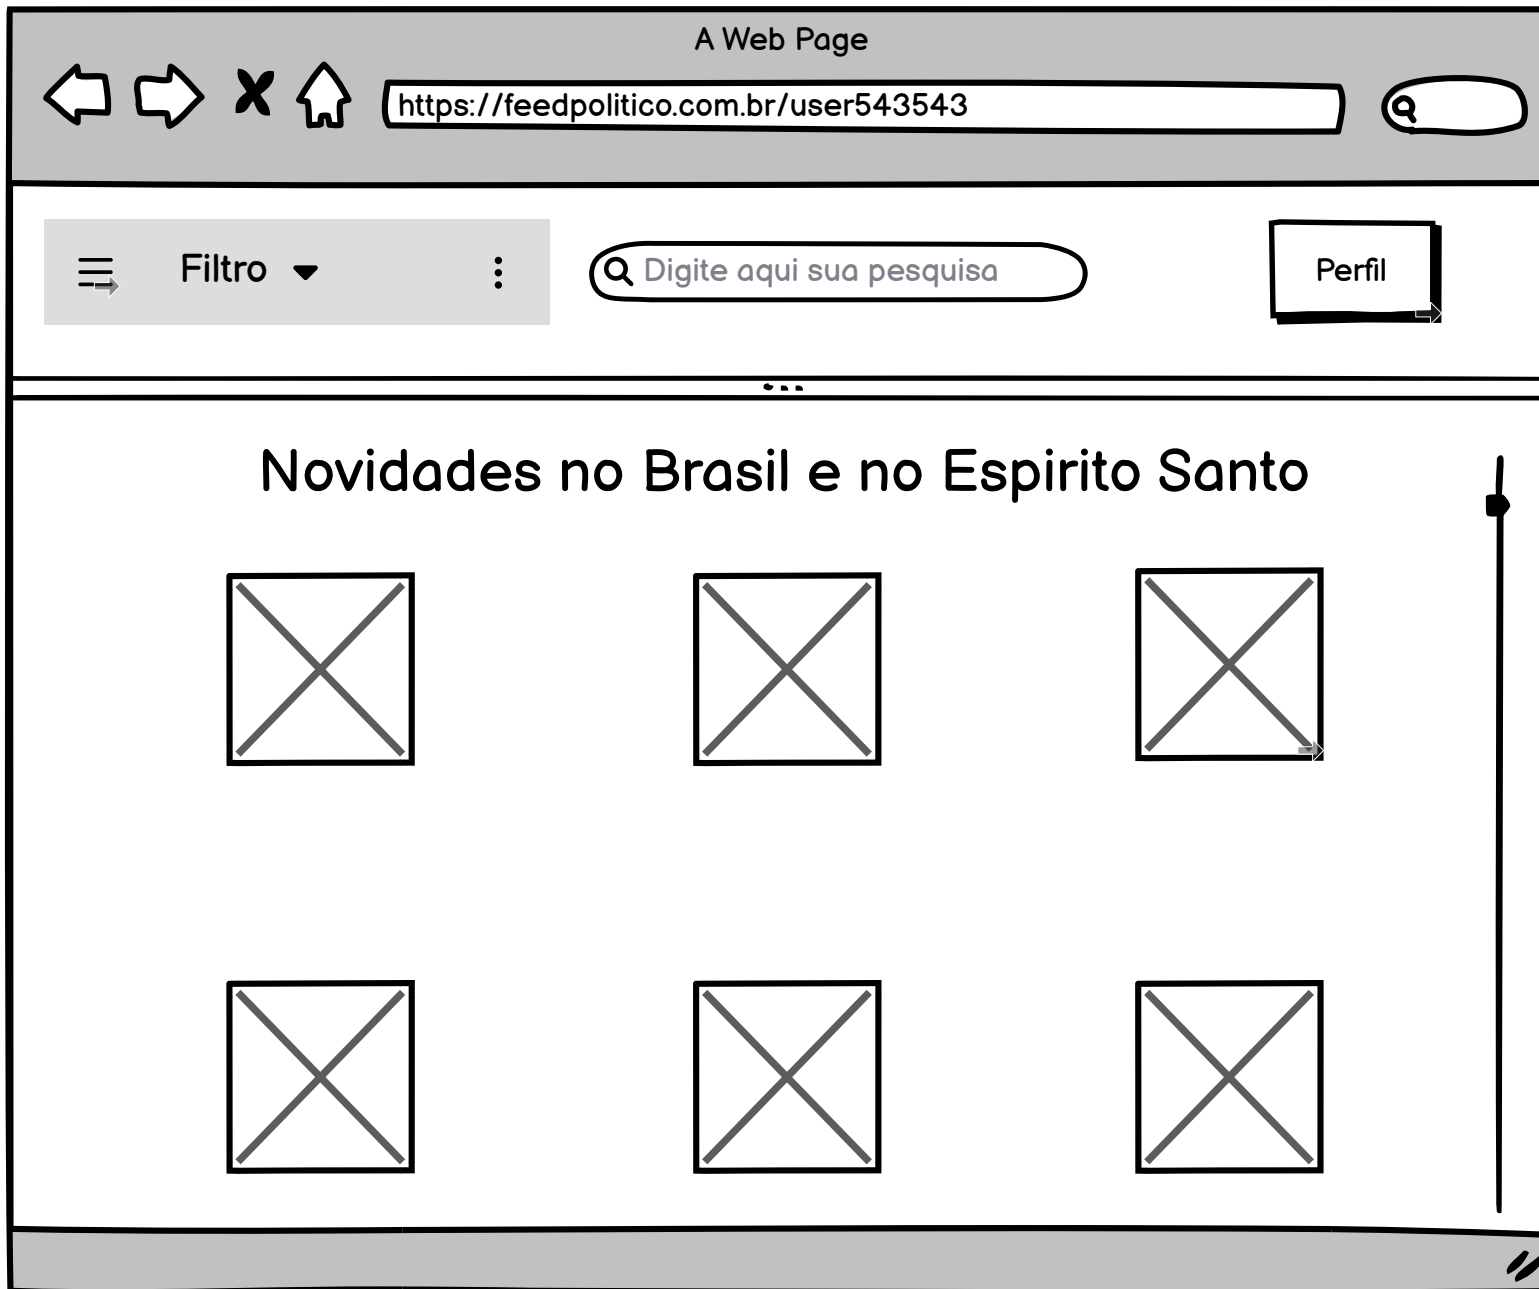 A Web Page
https://feedpolitico.com.br/user543543
Filtro
Digite aqui sua pesquisa
Perfil
Novidades no Brasil e no Espirito Santo